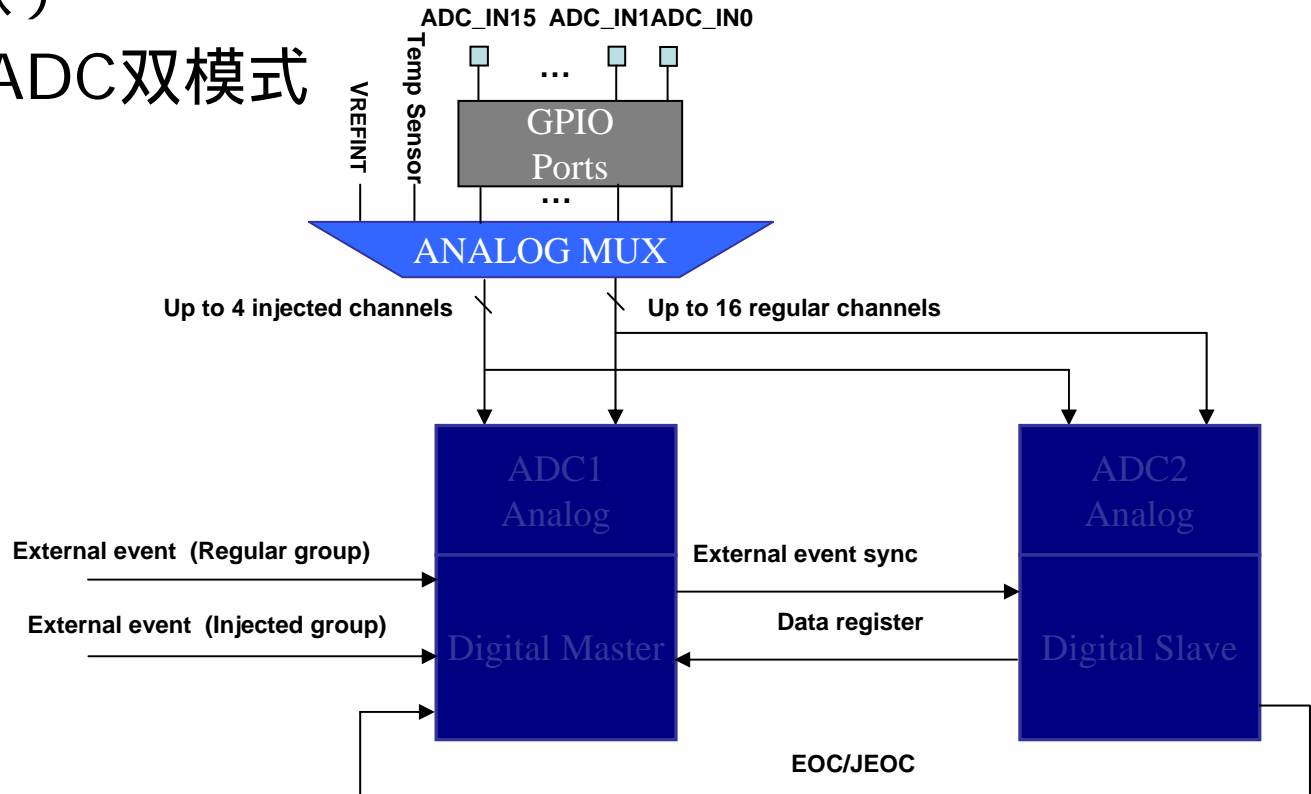 ADC双模式
ADC_IN15 ADC_IN1ADC_IN0
...
VREFINT
Temp Sensor
GPIO
Ports
...
ANALOG MUX
Up to 4 injected channels
Up to 16 regular channels
ADC1
Analog
ADC2
Analog
External event (Regular group)
External event sync
External event (Injected group)
Data register
Digital Master
Digital Slave
EOC/JEOC